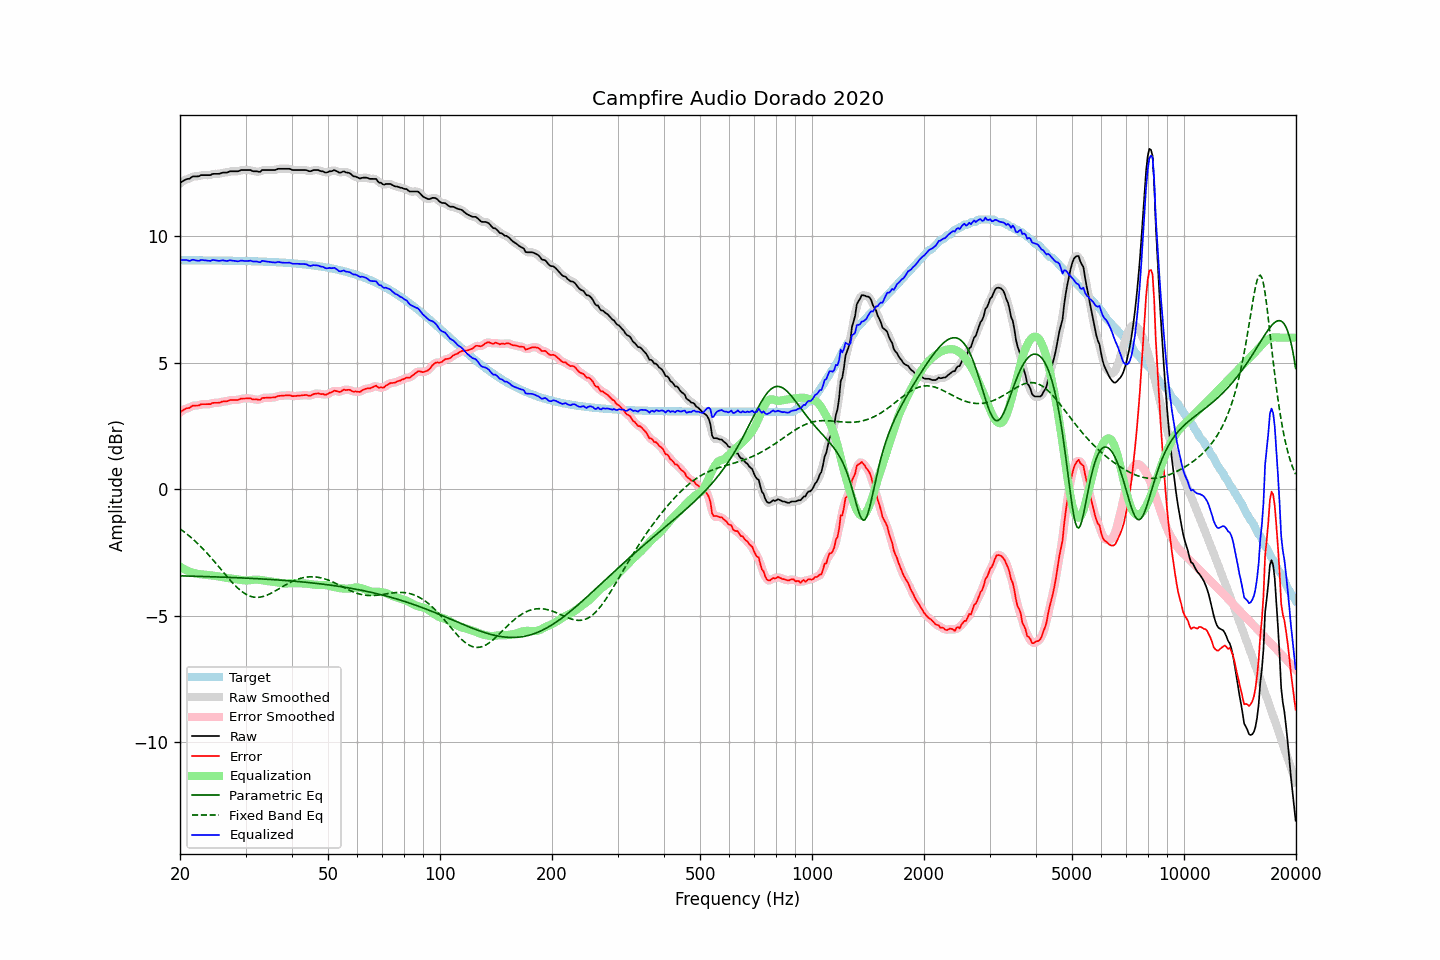 Campfire Audio Dorado 2020
Amplitude (dBr)
10
5
0
−5
−10
Target
Raw Smoothed
Error Smoothed
Raw
Error
Equalization
Parametric Eq
Fixed Band Eq
Equalized
20
50
100
200
500
1000
2000
5000
10000
20000
Frequency (Hz)